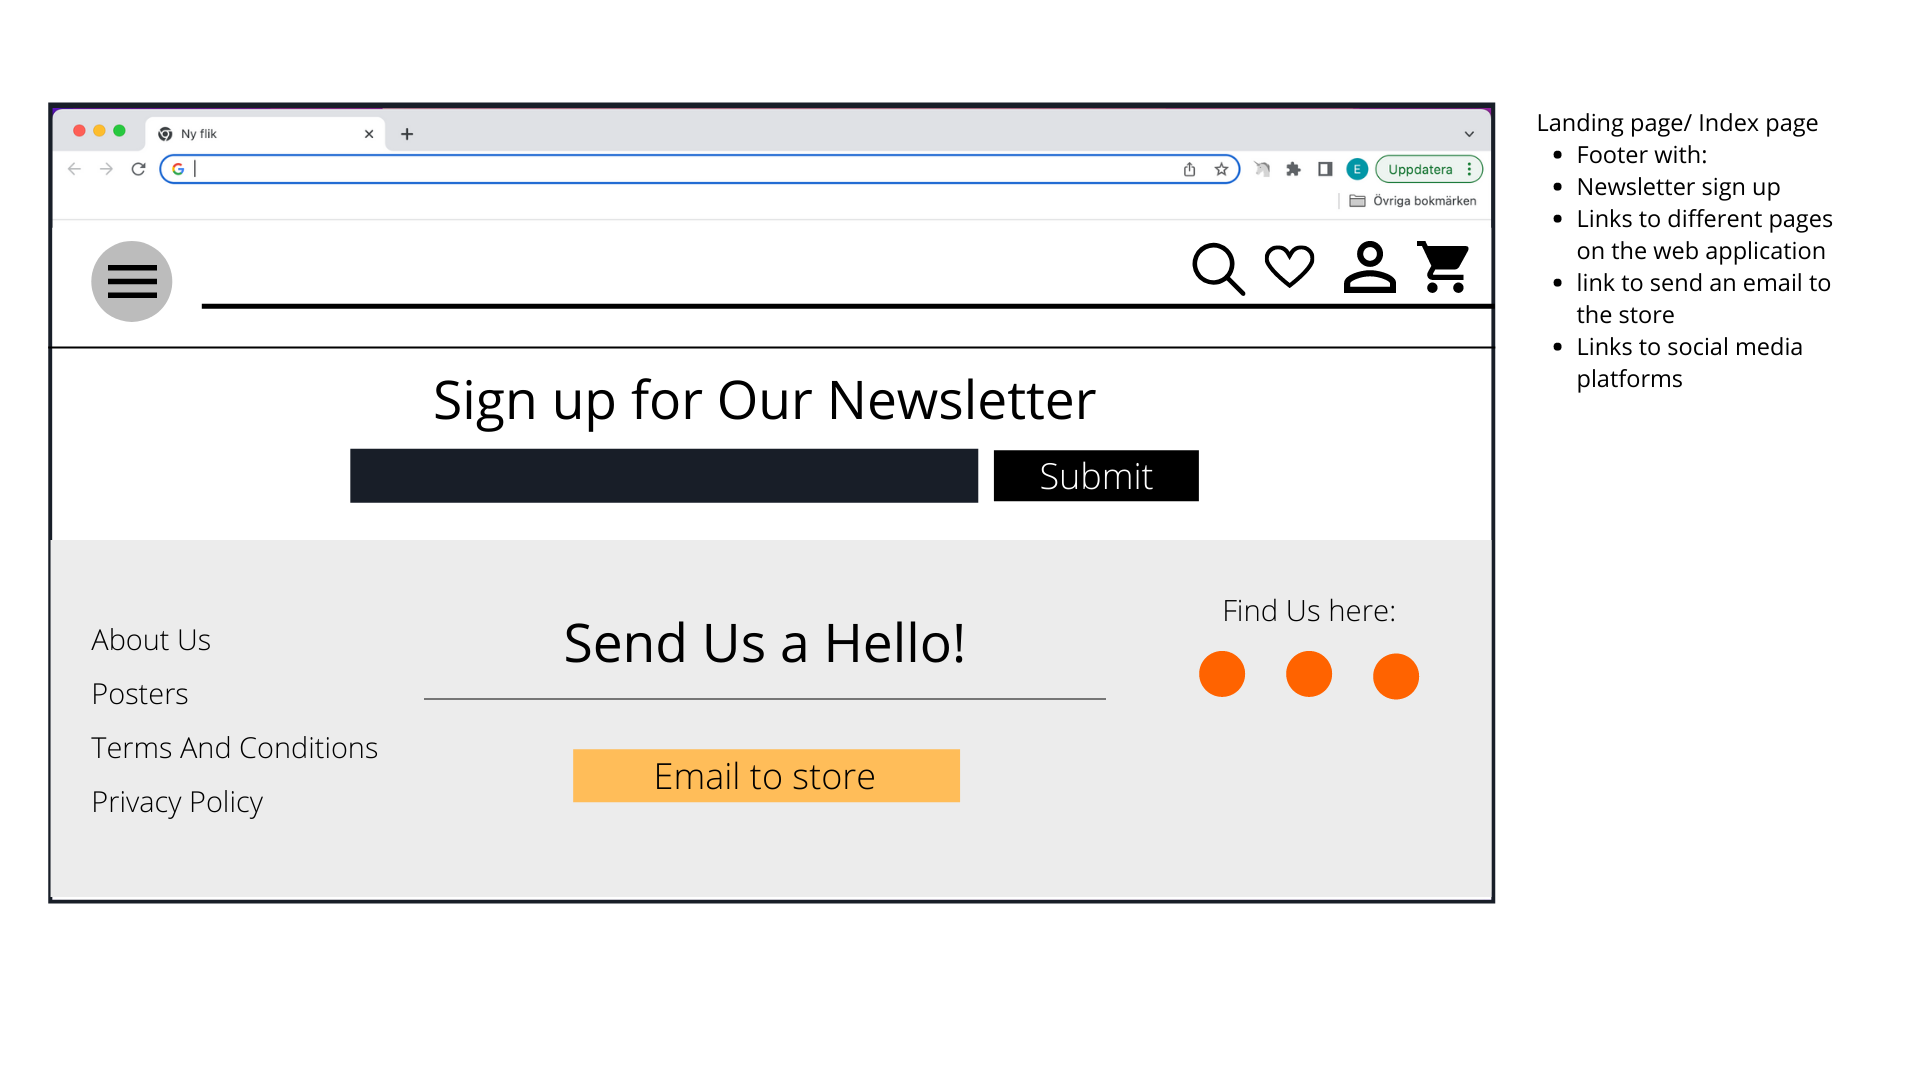 Ny flik
E
Uppdatera
Övriga bokmärken
Sign up for Our Newsletter
Submit
About Us
Posters
Terms And Conditions
Privacy Policy
Send Us a Hello!
Email to store
Find Us here:
Landing page/ Index page
• Footer with:
• Newsletter sign up
• Links to different pages
on the web application
• link to send an email to
the store
• Links to social media
platforms